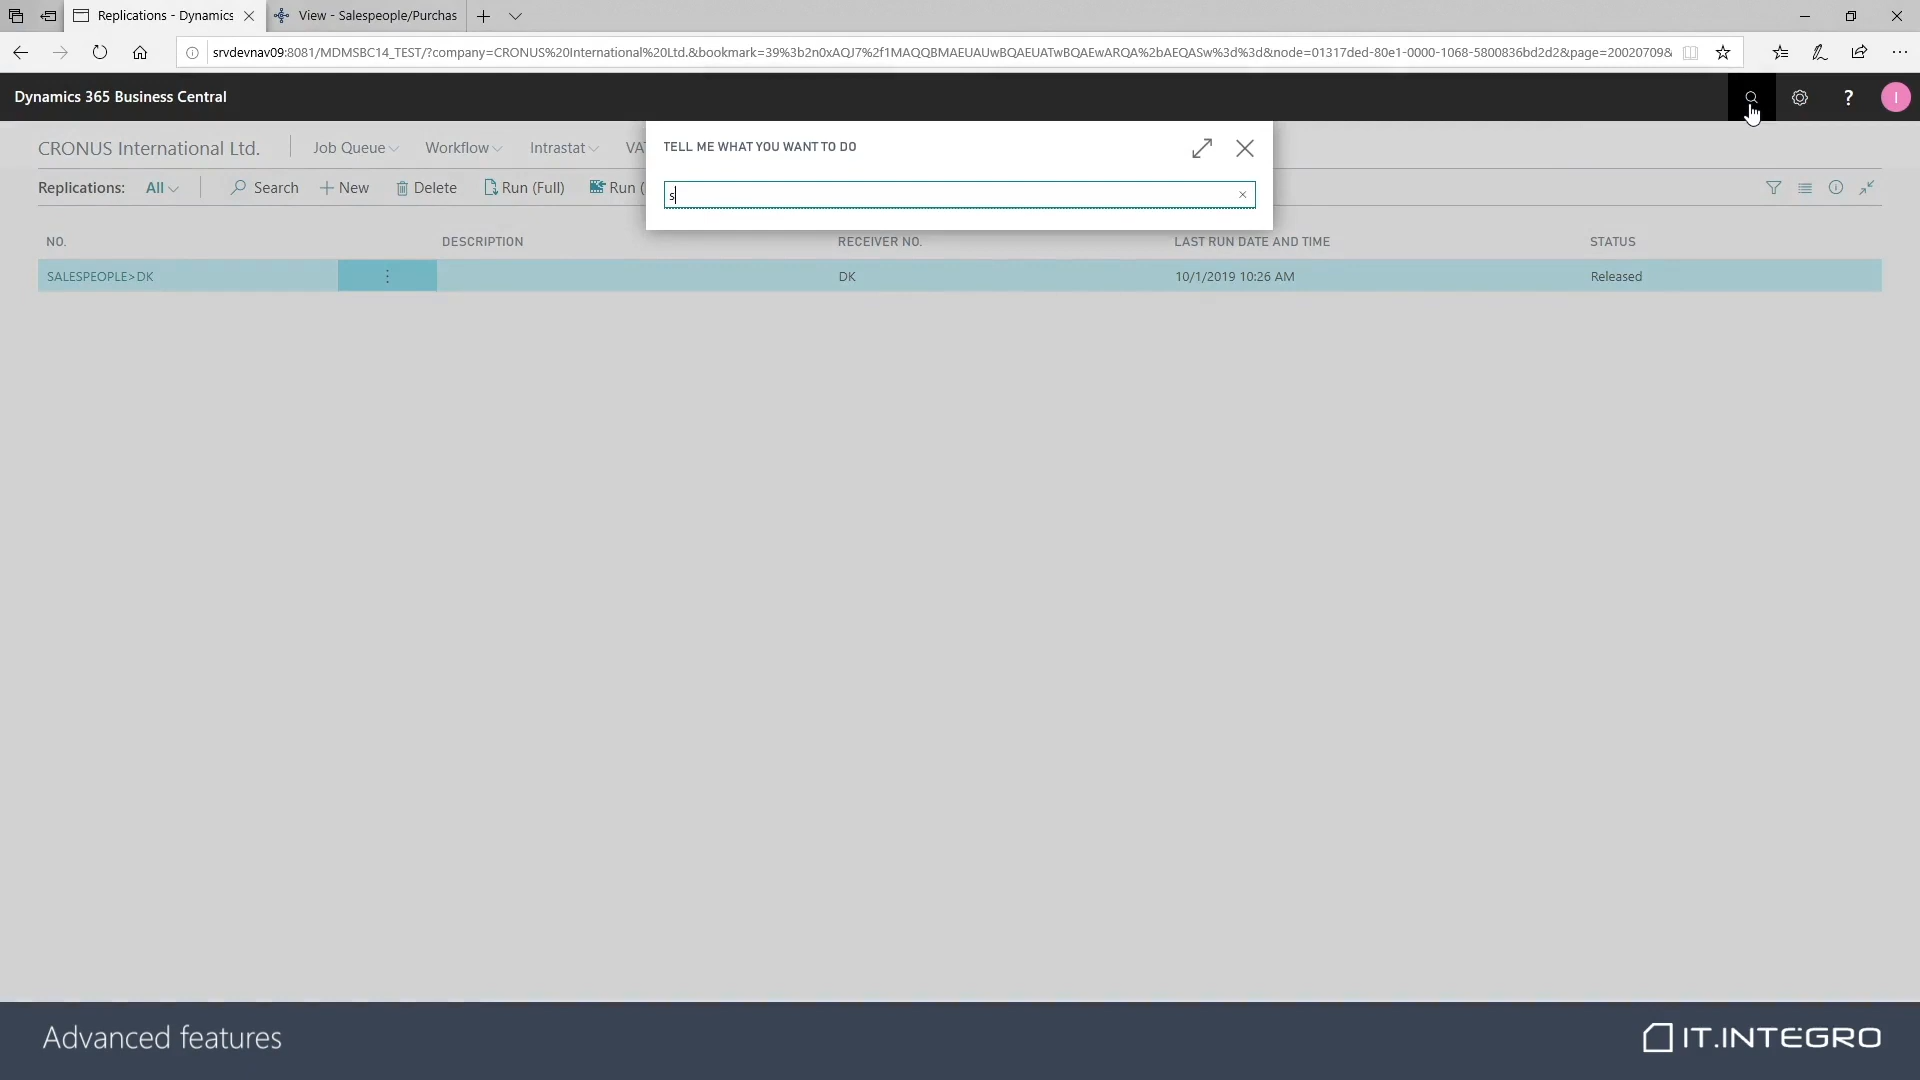 Replications - Dynamics
View - Salespeople/Purchas
srvdevnav09:8081/MDMSBC14_TEST/?company=CRONUS%20International%20Ltd.&bookmark=39%3b2n0xAQJ7%2f1MAQQBMAEUAUwBQAEUATwBQAEwARQA%2bAEQASw%3d%3d&node=01317ded-80e1-0000-1068-5800836bd2d2&page=20020709&
Dynamics 365 Business Central
?
I
CRONUS International Ltd.
Job Queue
Workflow
Intrastat
VA
TELL ME WHAT YOU WANT TO DO
s
Replications:
All
Search
New
Delete
Run (Full)
Run (
NO.
DESCRIPTION
RECEIVER NO.
LAST RUN DATE AND TIME
STATUS
SALESPEOPLE>DK
DK
10/1/2019 10:26 AM
Released
Advanced features
IT.INTEGRO